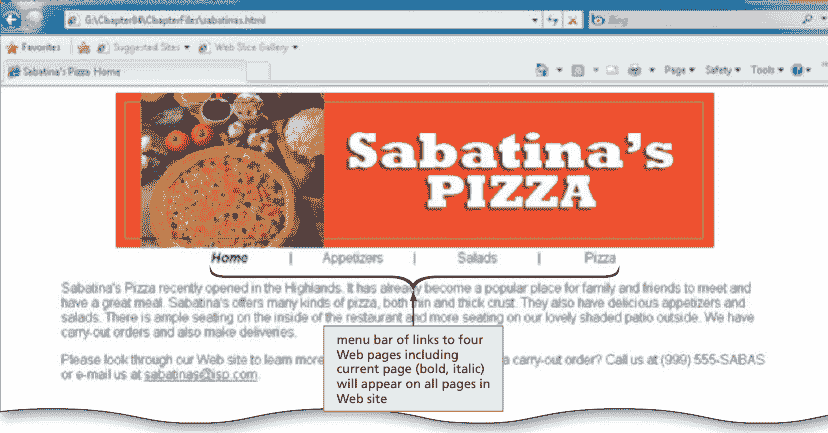 G:\Chapter04\ChapterFiles\sabatinas.html
Bing
Favorites Suggested Sites Web Slice Gallery
Sabatina's Pizza Home
Page Safety Tools
Sabatina's
PIZZA
Home | Appetizers | Salads | Pizza
Sabatina's Pizza recently opened in the Highlands. It has already become a popular place for family and friends to meet and
have a great meal. Sabatina's offers many kinds of pizza, both thin and thick crust. They also have delicious appetizers and
salads. There is ample seating on the inside of the restaurant and more seating on our lovely shaded patio outside. We have
carry-out orders and also make deliveries.
Please look through our Web site to learn more a carry-out order? Call us at (999) 555-SABAS
or e-mail us at sabatinas@isp.com.
menu bar of links to four
Web pages including
current page (bold, italic)
will appear on all pages in
Web site